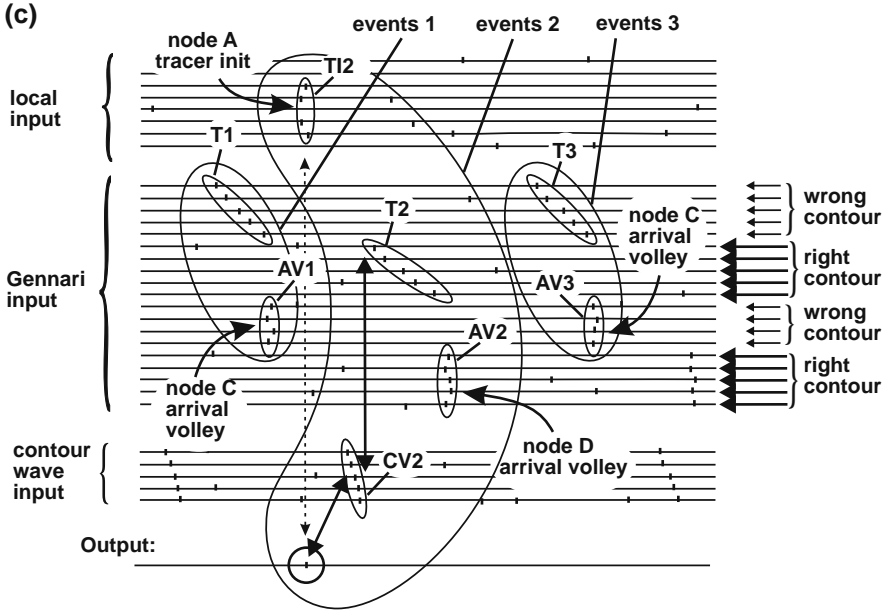 (c)
events 1
events 2
events 3
node A
tracer init
TI2
local
input
T1
T3
T2
node C
arrival
volley
wrong
contour
right
contour
Gennari
input
AV1
AV3
AV2
wrong
contour
right
contour
node C
arrival
volley
node D
arrival volley
contour
wave
input
CV2
Output: